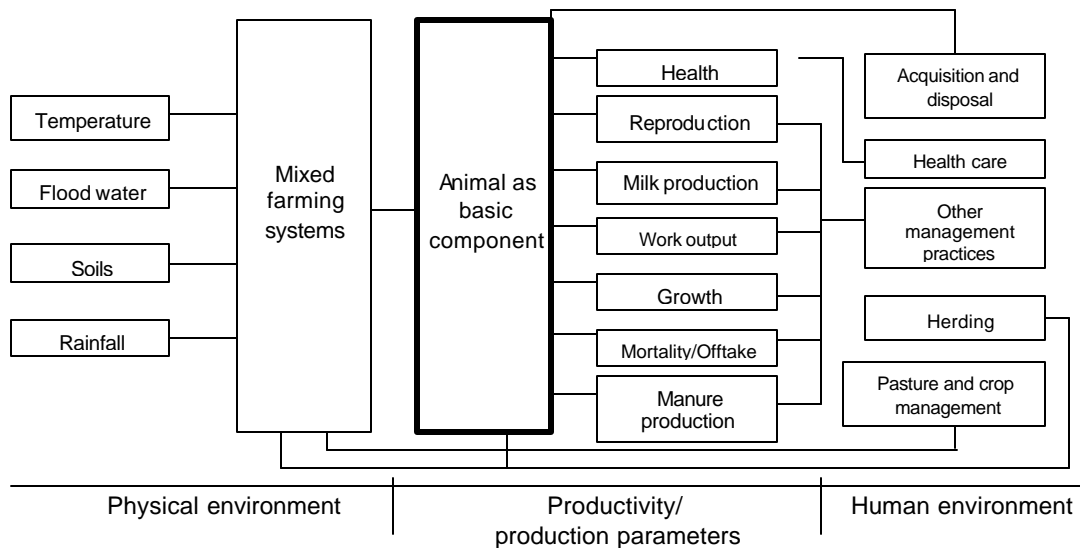 Temperature
Flood water
Soils
Rainfall
Mixed
farming
systems
Animal as
basic
component
Health
Reproduction
Milk production
Work output
Growth
Mortality/Offtake
Manure
production
Acquisition and
disposal
Health care
Other
management
practices
Herding
Pasture and crop
management
Physical environment
Productivity/
production parameters
Human environment